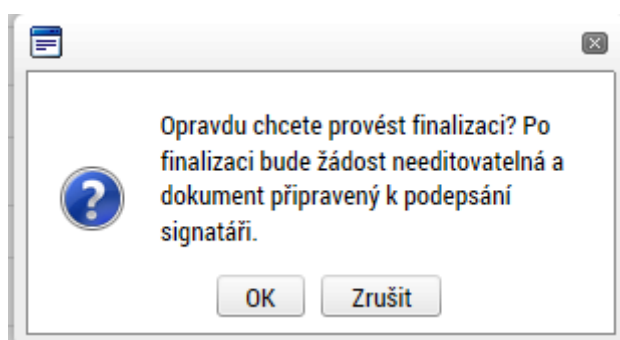 Opravdu chcete provést finalizaci? Po
finalizaci bude žádost needitovatelná a
dokument připravený k podepsání
signatáři.
OK
Zrušit